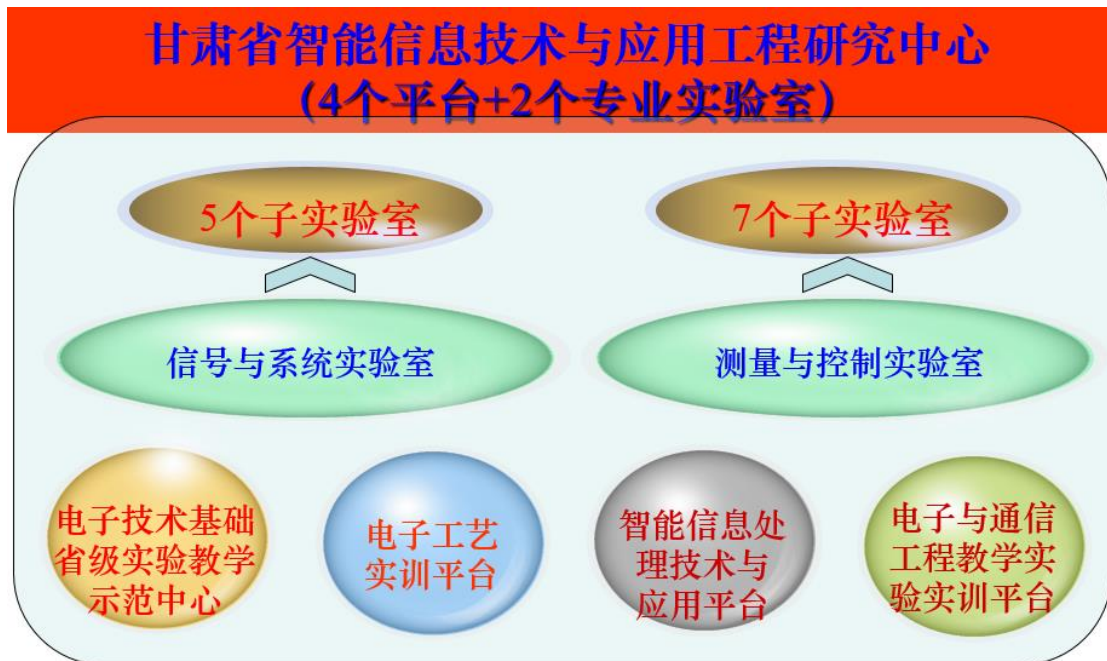 甘肃省智能信息技术与应用工程研究中心
（4个平台+2个专业实验室）
5个子实验室
7个子实验室
信号与系统实验室
测量与控制实验室
电子技术基础
省级实验教学
示范中心
电子工艺
实训平台
智能信息处
理技术与
应用平台
电子与通信
工程教学实
验实训平台